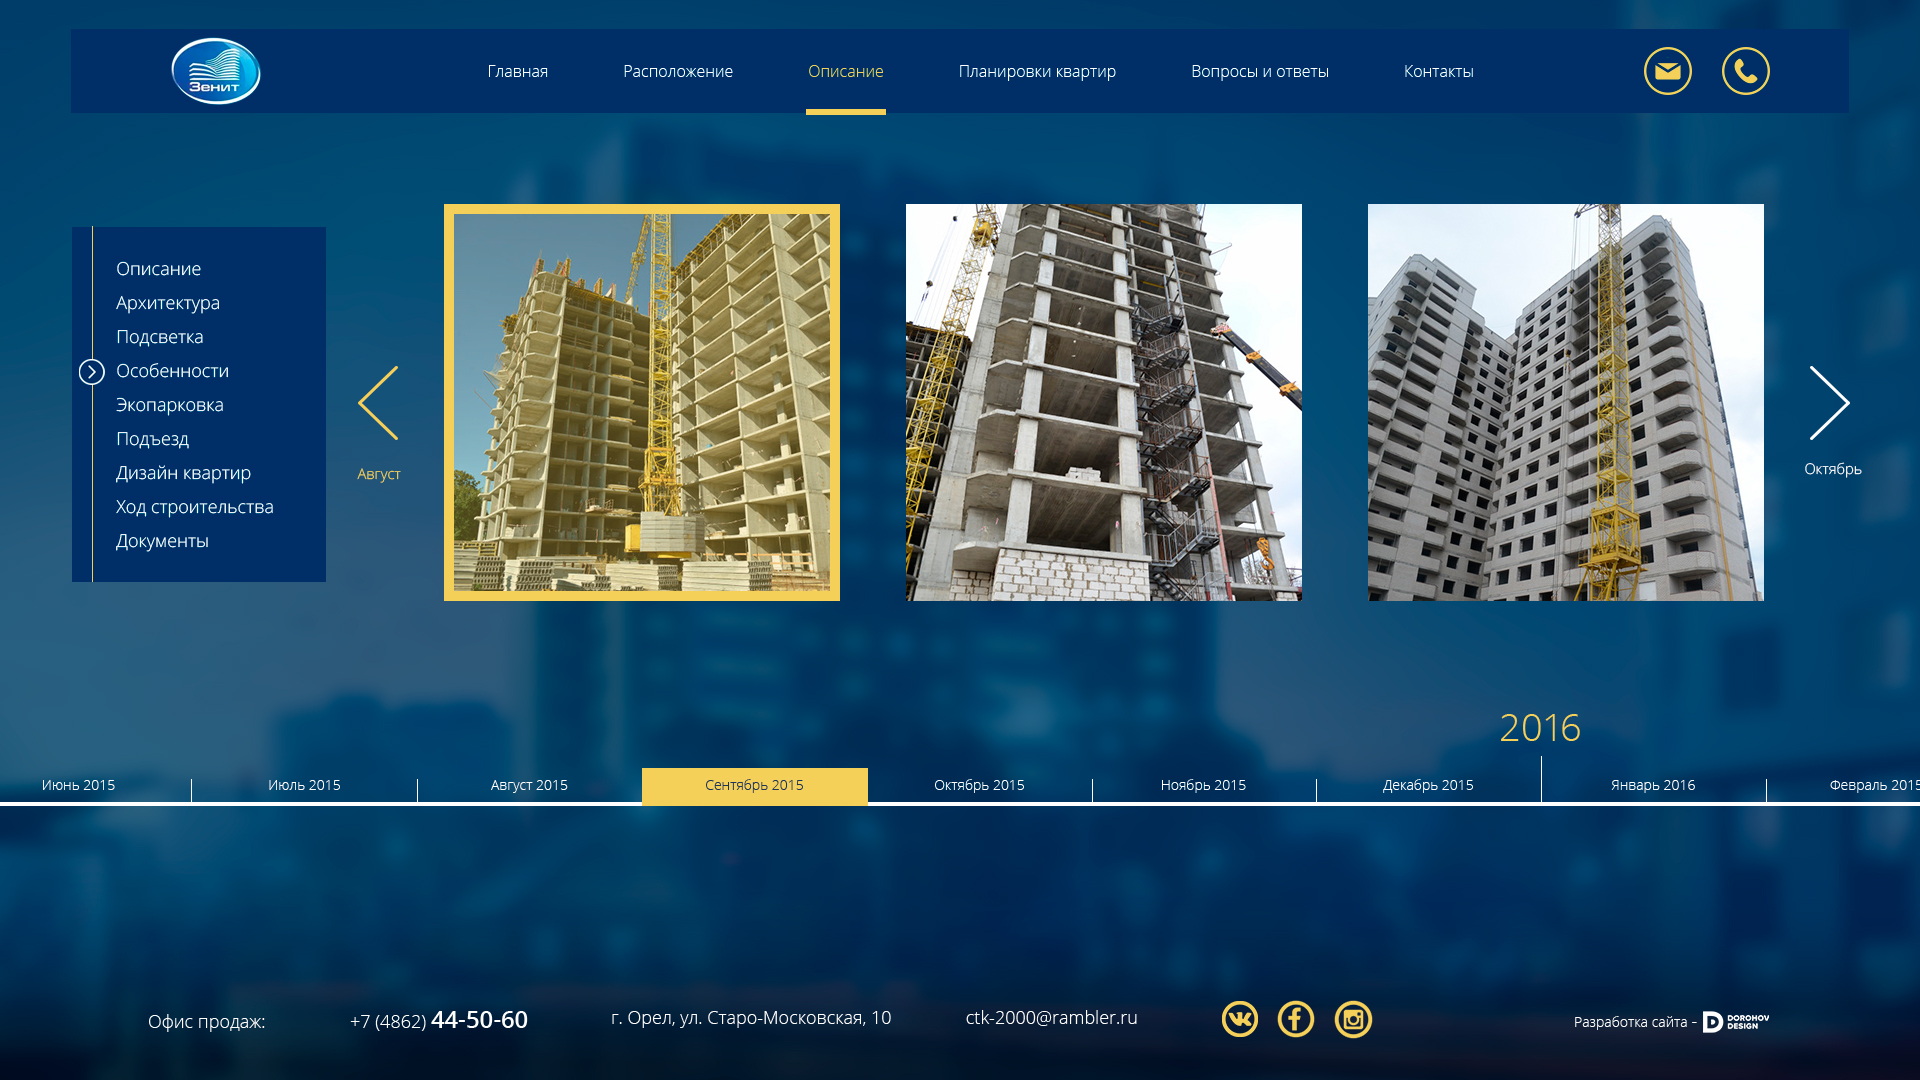 Зенит
Главная
Расположение
Описание
Планировки квартир
Вопросы и ответы
Контакты
Описание
Архитектура
Подсветка
Особенности
Экопарковка
Подъезд
Дизайн квартир
Ход строительства
Документы
Август
Октябрь
2016
Июнь 2015
Июль 2015
Август 2015
Сентябрь 2015
Октябрь 2015
Ноябрь 2015
Декабрь 2015
Январь 2016
Февраль 2015
Офис продаж:
+7 (4862) 44-50-60
г. Орел, ул. Старо-Московская, 10
ctk-2000@rambler.ru
Разработка сайта -
DOROHOV
DESIGN